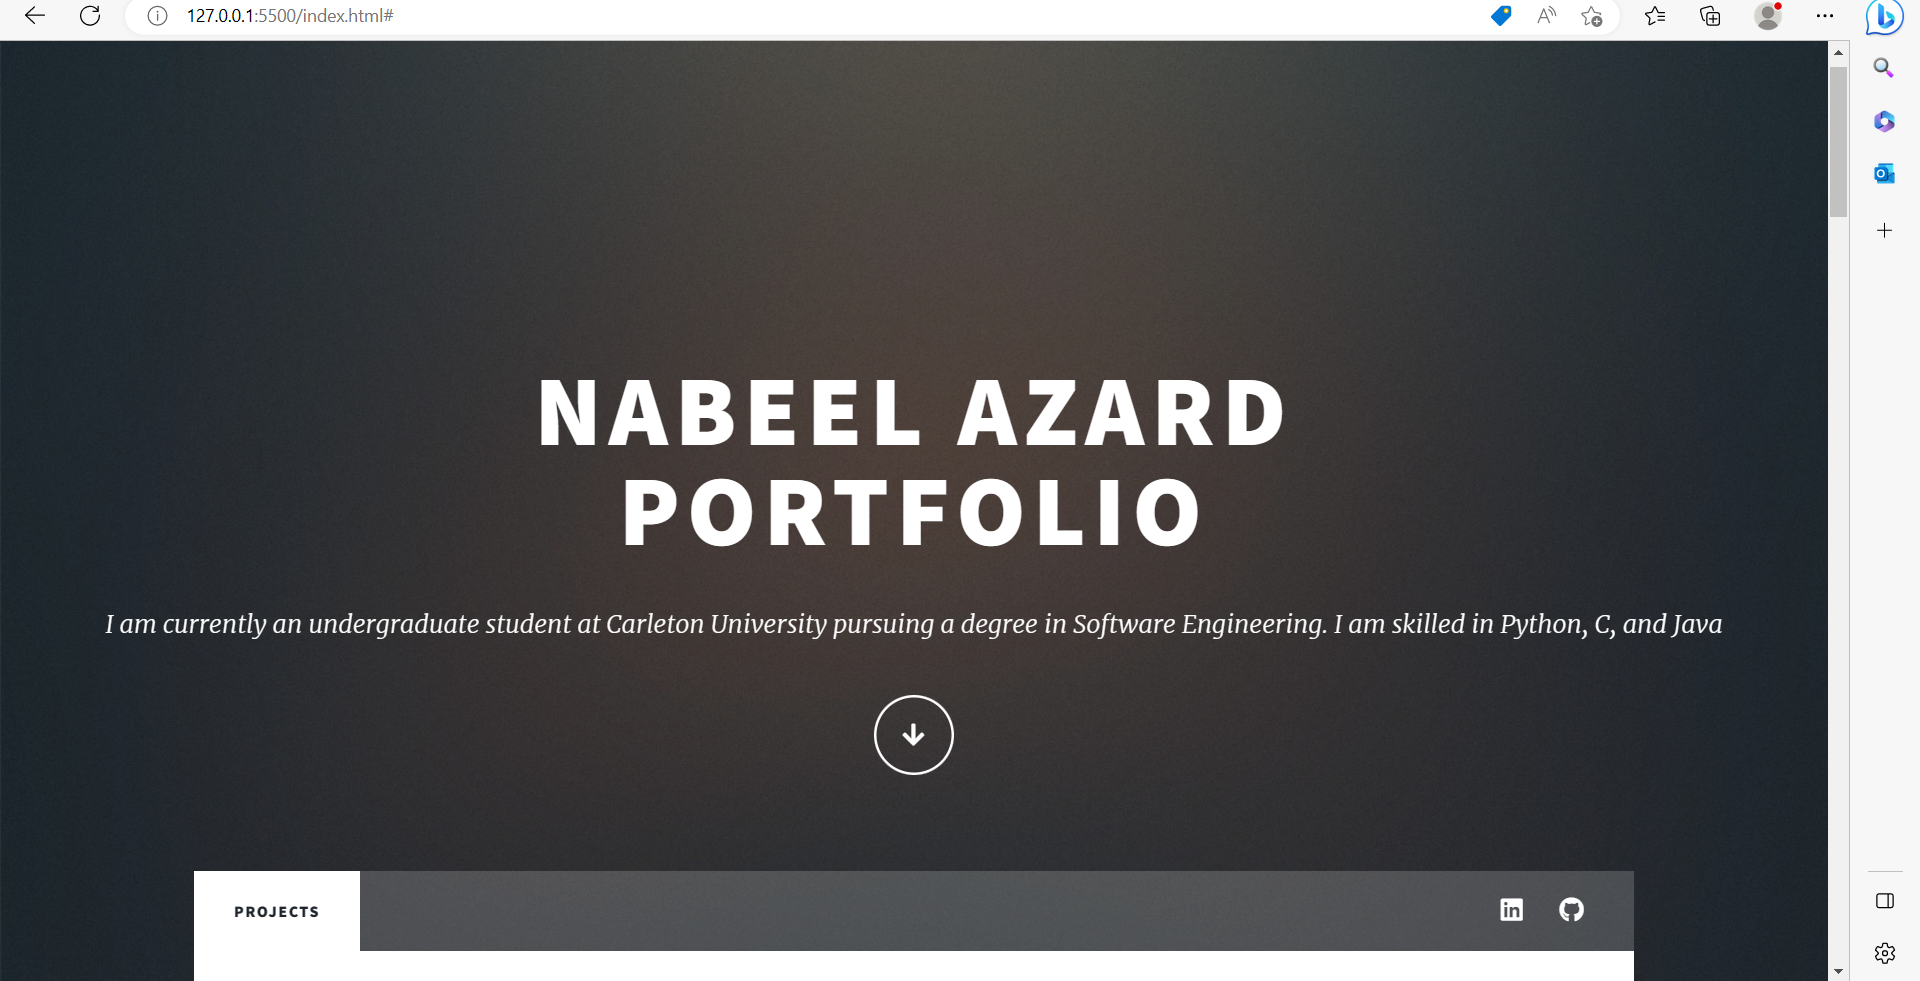 127.0.0.1:5500/index.html#
NABEEL AZARD
PORTFOLIO
I am currently an undergraduate student at Carleton University pursuing a degree in Software Engineering. I am skilled in Python, C, and Java
PROJECTS